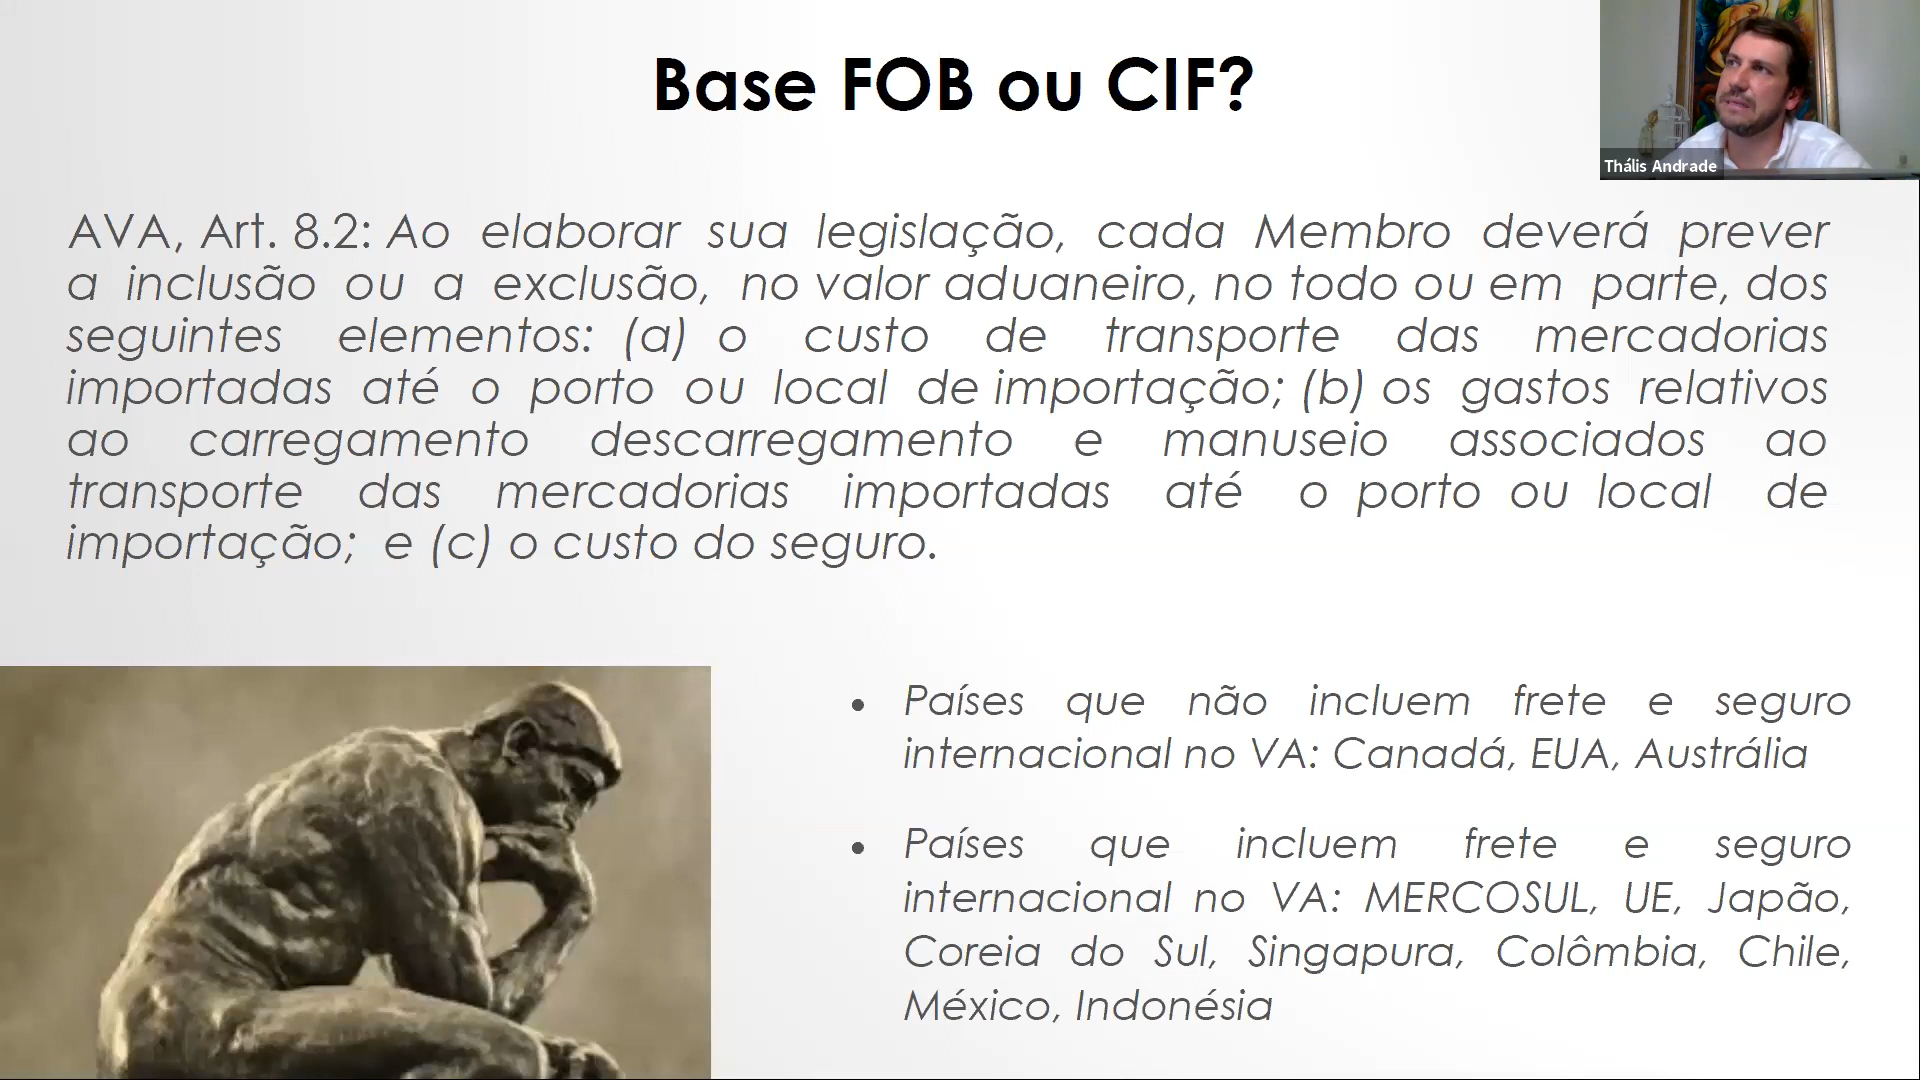 Base FOB ou CIF?
Thális Andrade
AVA, Art. 8.2: Ao elaborar sua legislação, cada Membro deverá prever
a inclusão ou a exclusão, no valor aduaneiro, no todo ou em parte, dos
seguintes elementos: (a) o custo de transporte das mercadorias
importadas até o porto ou local de importação; (b) os gastos relativos
ao carregamento descarregamento e manuseio associados ao
transporte das mercadorias importadas até o porto ou local de
importação; e (c) o custo do seguro.
• Países que não incluem frete e seguro
internacional no VA: Canadá, EUA, Austrália
• Países que incluem frete e seguro
internacional no VA: MERCOSUL, UE, Japão,
Coreia do Sul, Singapura, Colômbia, Chile,
México, Indonésia